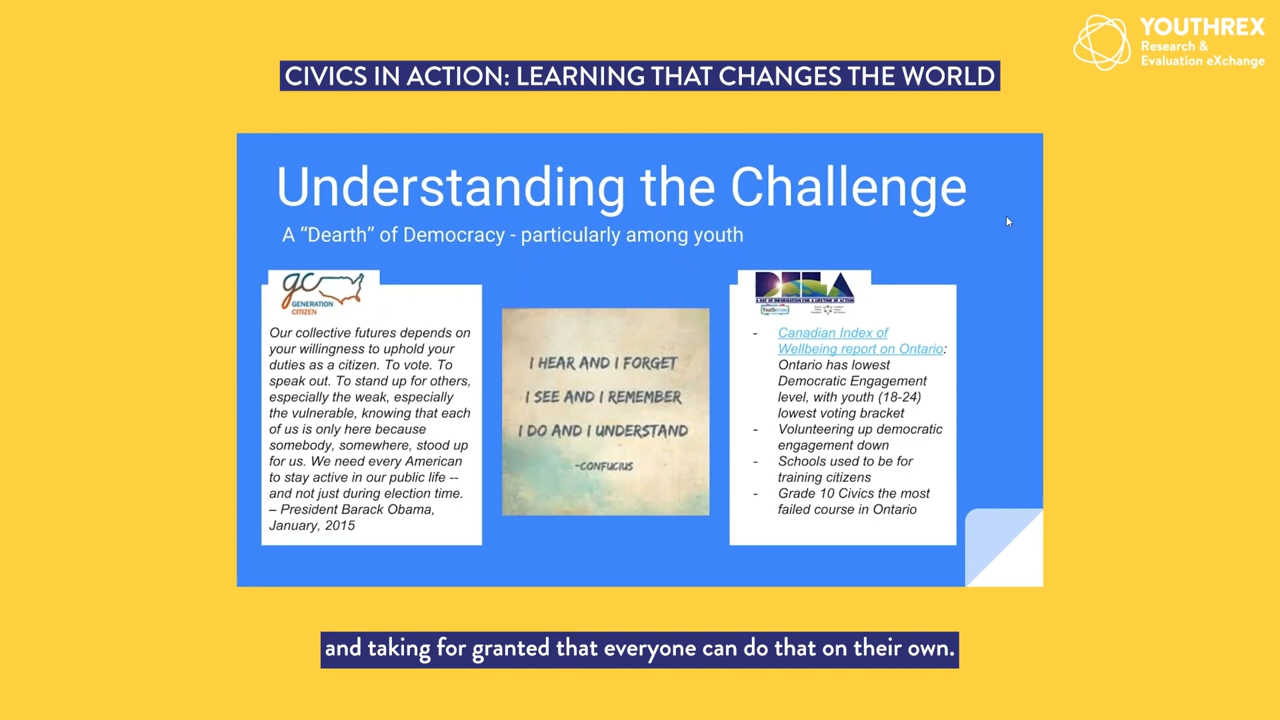 YOUTHREX
Research &
Evaluation eXchange
CIVICS IN ACTION: LEARNING THAT CHANGES THE WORLD
Understanding the Challenge
A “Dearth” of Democracy - particularly among youth
gc
GENERATION
CITIZEN
Our collective futures depends on
your willingness to uphold your
duties as a citizen. To vote. To
speak out. To stand up for others,
especially the weak, especially
the vulnerable, knowing that each
of us is only here because
somebody, somewhere, stood up
for us. We need every American
to stay active in our public life --
and not just during election time.
– President Barack Obama,
January, 2015
I HEAR AND I FORGET
I SEE AND I REMEMBER
I DO AND I UNDERSTAND
-CONFUCIUS
A DAY OF INFORMATION FOR A LIFETIME OF ACTION
- Canadian Index of
Wellbeing report on Ontario:
Ontario has lowest
Democratic Engagement
level, with youth (18-24)
lowest voting bracket
- Volunteering up democratic
engagement down
- Schools used to be for
training citizens
- Grade 10 Civics the most
failed course in Ontario
and taking for granted that everyone can do that on their own.